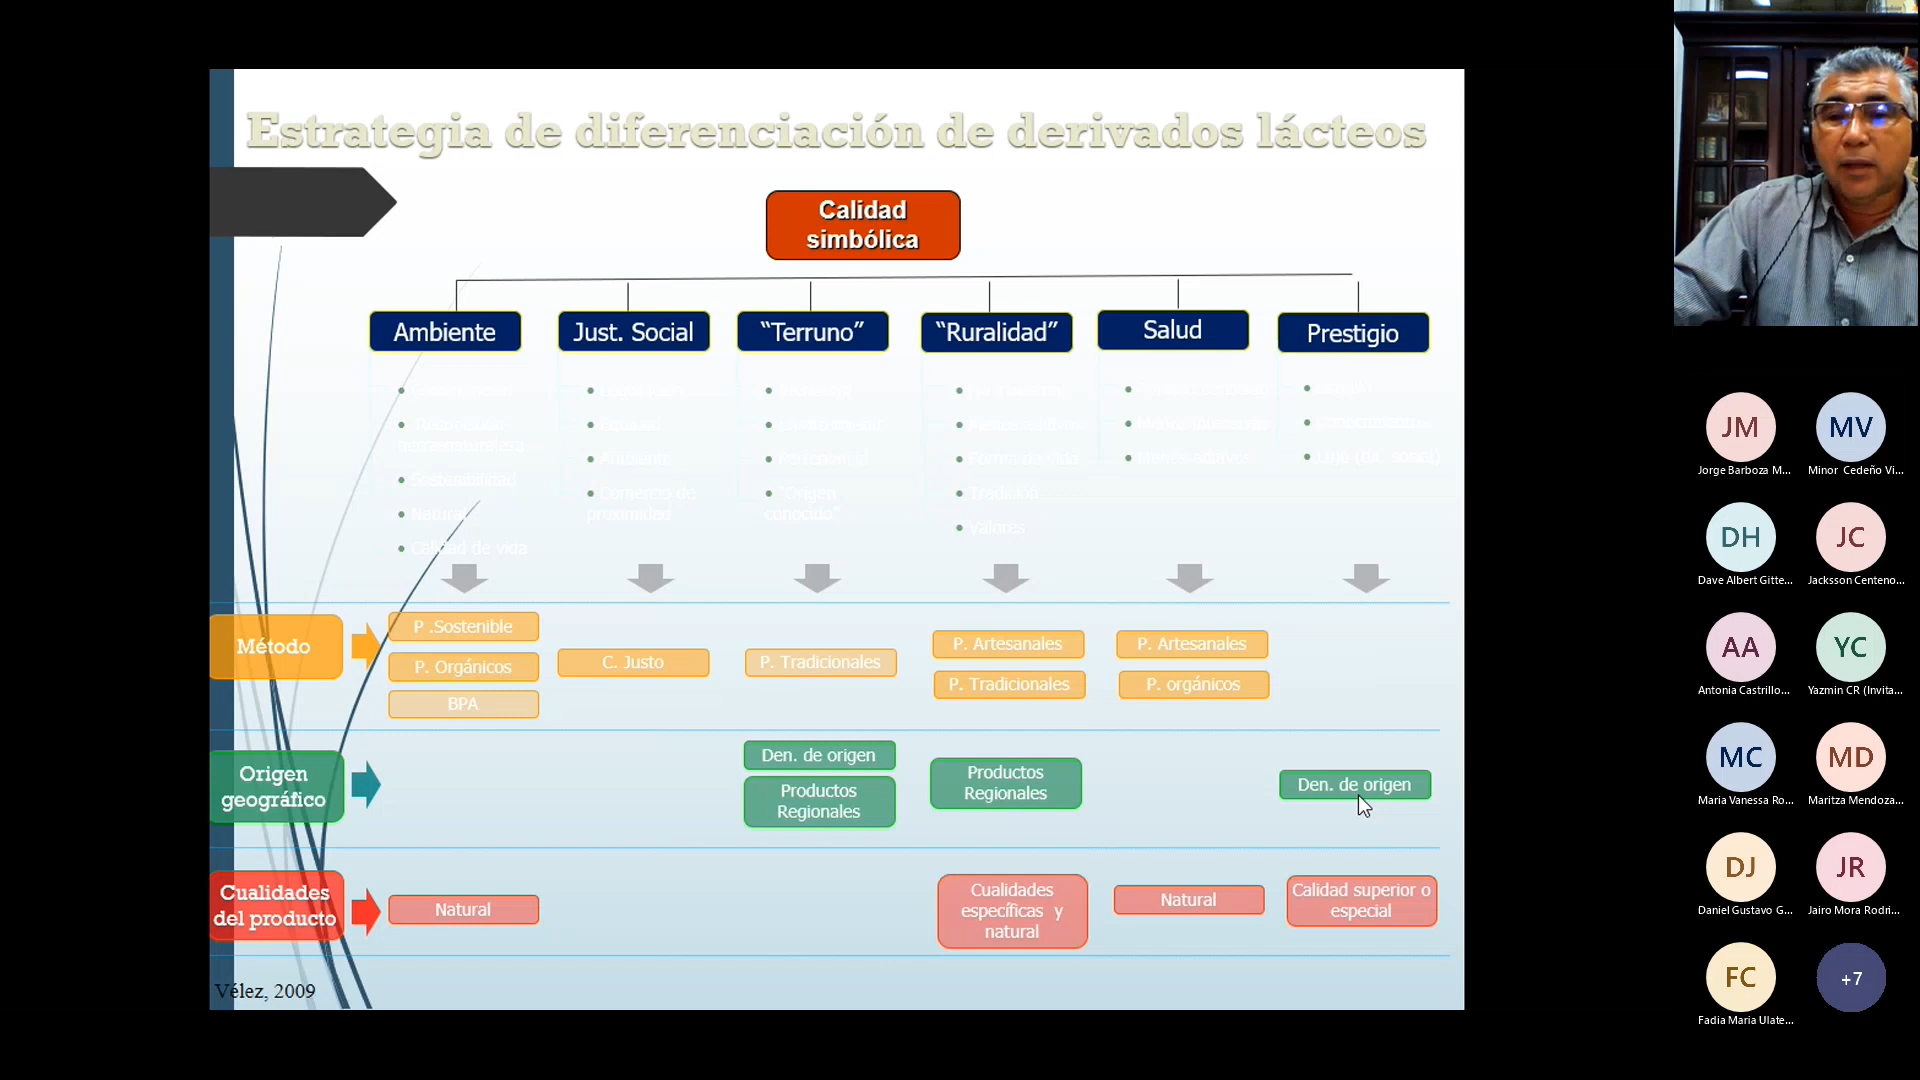 Estrategia de diferenciación de derivados lácteos
Calidad
simbólica
Ambiente
Just. Social
“Terruno”
“Ruralidad”
Salud
Prestigio
• Sostenibilidad
• Natural
• Calidad de vida
• Comercio de
proximidad
• "Origen
conocido"
• Forma de vida
• Tradición
• Valores
Método
P .Sostenible
P. Orgánicos
BPA
C. Justo
P. Tradicionales
P. Artesanales
P. Tradicionales
P. Artesanales
P. orgánicos
Origen
geográfico
Den. de origen
Productos
Regionales
Productos
Regionales
Den. de origen
Cualidades
del producto
Natural
Cualidades
específicas y
natural
Natural
Calidad superior o
especial
Vélez, 2009
JM
Jorge Barboza M...
MV
Minor Cedeño Vi...
DH
Dave Albert Gitte...
JC
Jacksson Centeno...
AA
Antonia Castrillo...
YC
Yazmin CR (Invita...
MC
Maria Vanessa Ro...
MD
Maritza Mendoza...
DJ
Daniel Gustavo G...
JR
Jairo Mora Rodri...
FC
Fadia Maria Ulate...
+7